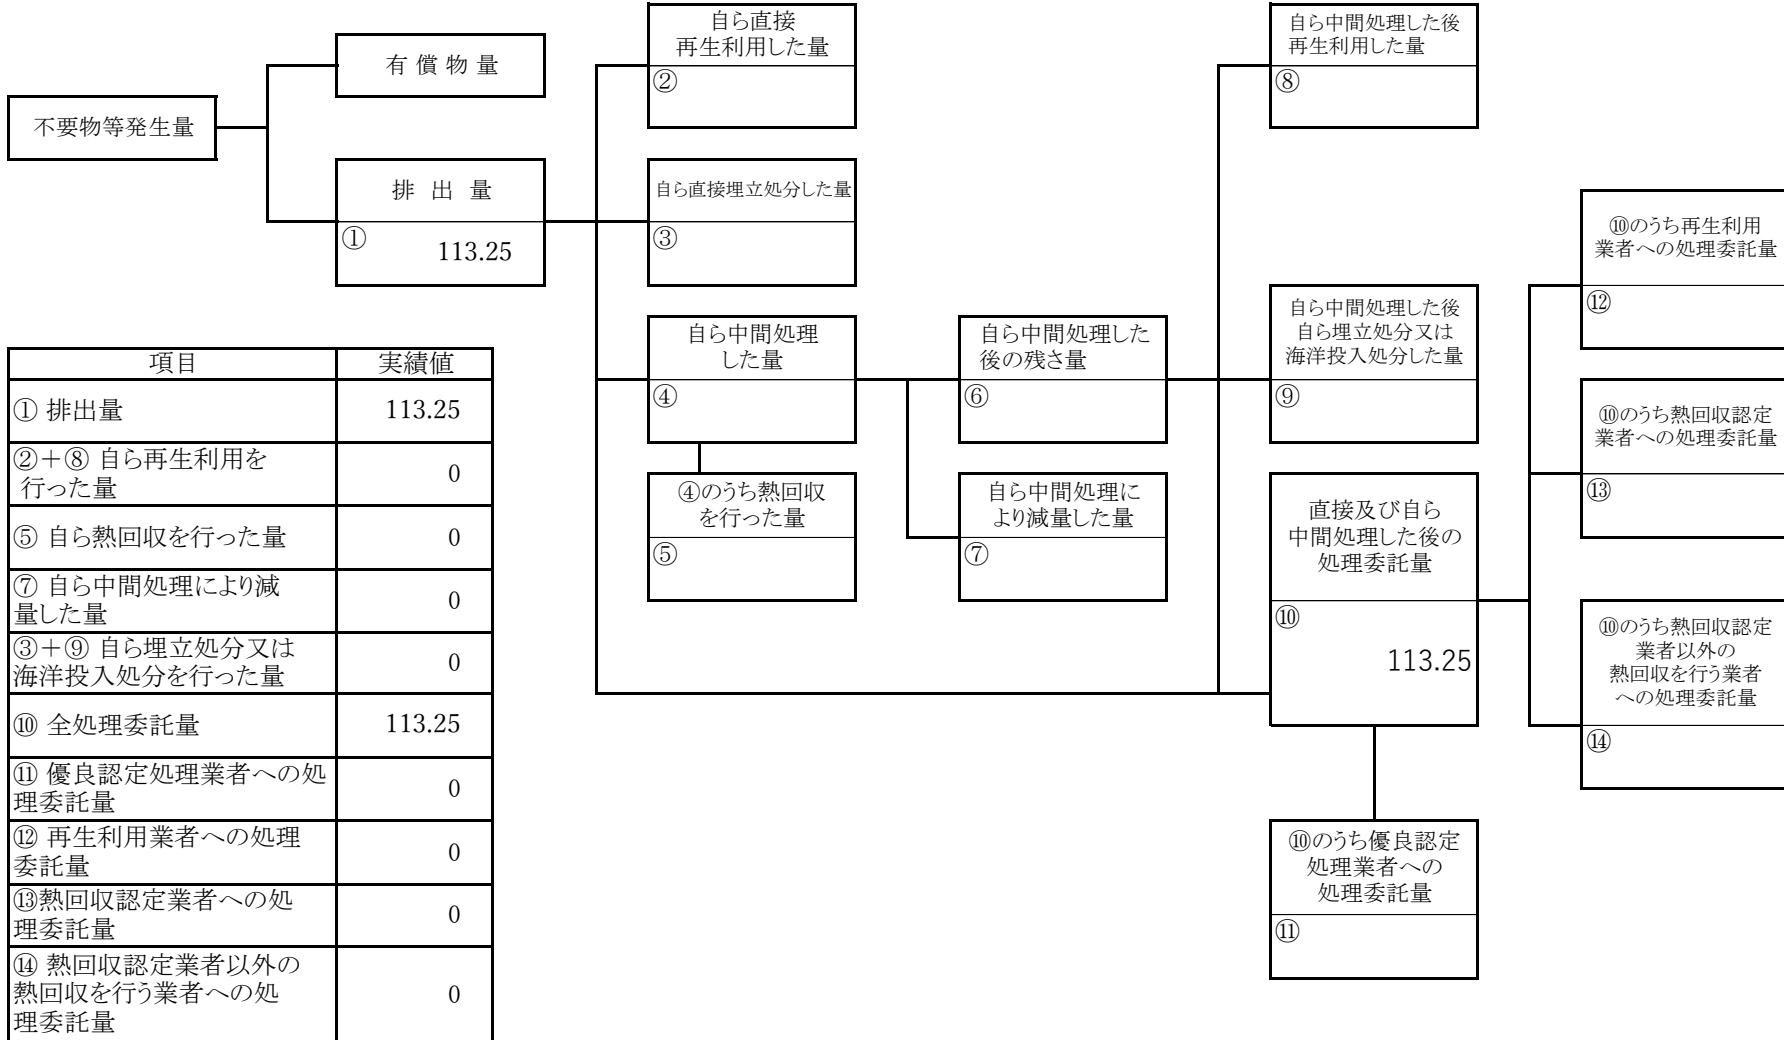 不要物等発生量
有 償 物 量
排 出 量
①
113.25
自ら直接
再生利用した量
②
自ら直接埋立処分した量
③
自ら中間処理
した量
④
④のうち熱回収
を行った量
⑤
自ら中間処理した
後の残さ量
⑥
自ら中間処理に
より減量した量
⑦
自ら中間処理した後
再生利用した量
⑧
自ら中間処理した後
自ら埋立処分又は
海洋投入処分した量
⑨
直接及び自ら
中間処理した後の
処理委託量
⑩
113.25
⑩のうち優良認定
処理業者への
処理委託量
⑪
⑩のうち再生利用
業者への処理委託量
⑫
⑩のうち熱回収認定
業者への処理委託量
⑬
⑩のうち熱回収認定
業者以外の
熱回収を行う業者
への処理委託量
⑭
項目 実績値
① 排出量 113.25
②＋⑧ 自ら再生利用を
行った量 0
⑤ 自ら熱回収を行った量 0
⑦ 自ら中間処理により減
量した量 0
③＋⑨ 自ら埋立処分又は
海洋投入処分を行った量 0
⑩ 全処理委託量 113.25
⑪ 優良認定処理業者への処
理委託量 0
⑫ 再生利用業者への処理
委託量 0
⑬熱回収認定業者への処
理委託量 0
⑭ 熱回収認定業者以外の
熱回収を行う業者への処
理委託量 0